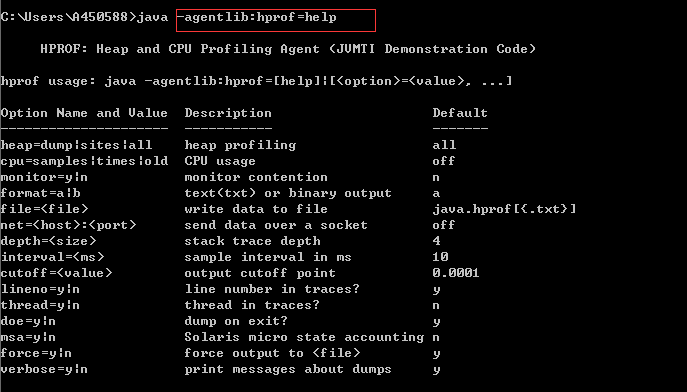 C:\Users\A450588>java -agentlib:hprof=help
HPROF: Heap and CPU Profiling Agent (JVMTI Demonstration Code)
hprof usage: java -agentlib:hprof=[help]|[<option>=<value>, ...]
Option Name and Value  Description                    Default
---------------------  -----------                    -------
heap=dump|sites|all    heap profiling                 all
cpu=samples|times|old  CPU usage                      off
monitor=y|n            monitor contention             n
format=a|b             text(txt) or binary output     a
file=<file>            write data to file             java.hprof[{.txt}]
net=<host>:<port>      send data over a socket        off
depth=<size>           stack trace depth              4
interval=<ms>          sample interval in ms          10
cutoff=<value>         output cutoff point            0.0001
lineno=y|n             line number in traces?         y
thread=y|n             thread in traces?              n
doe=y|n                dump on exit?                  y
msa=y|n                Solaris micro state accounting n
force=y|n              force output to <file>         y
verbose=y|n            print messages about dumps     y